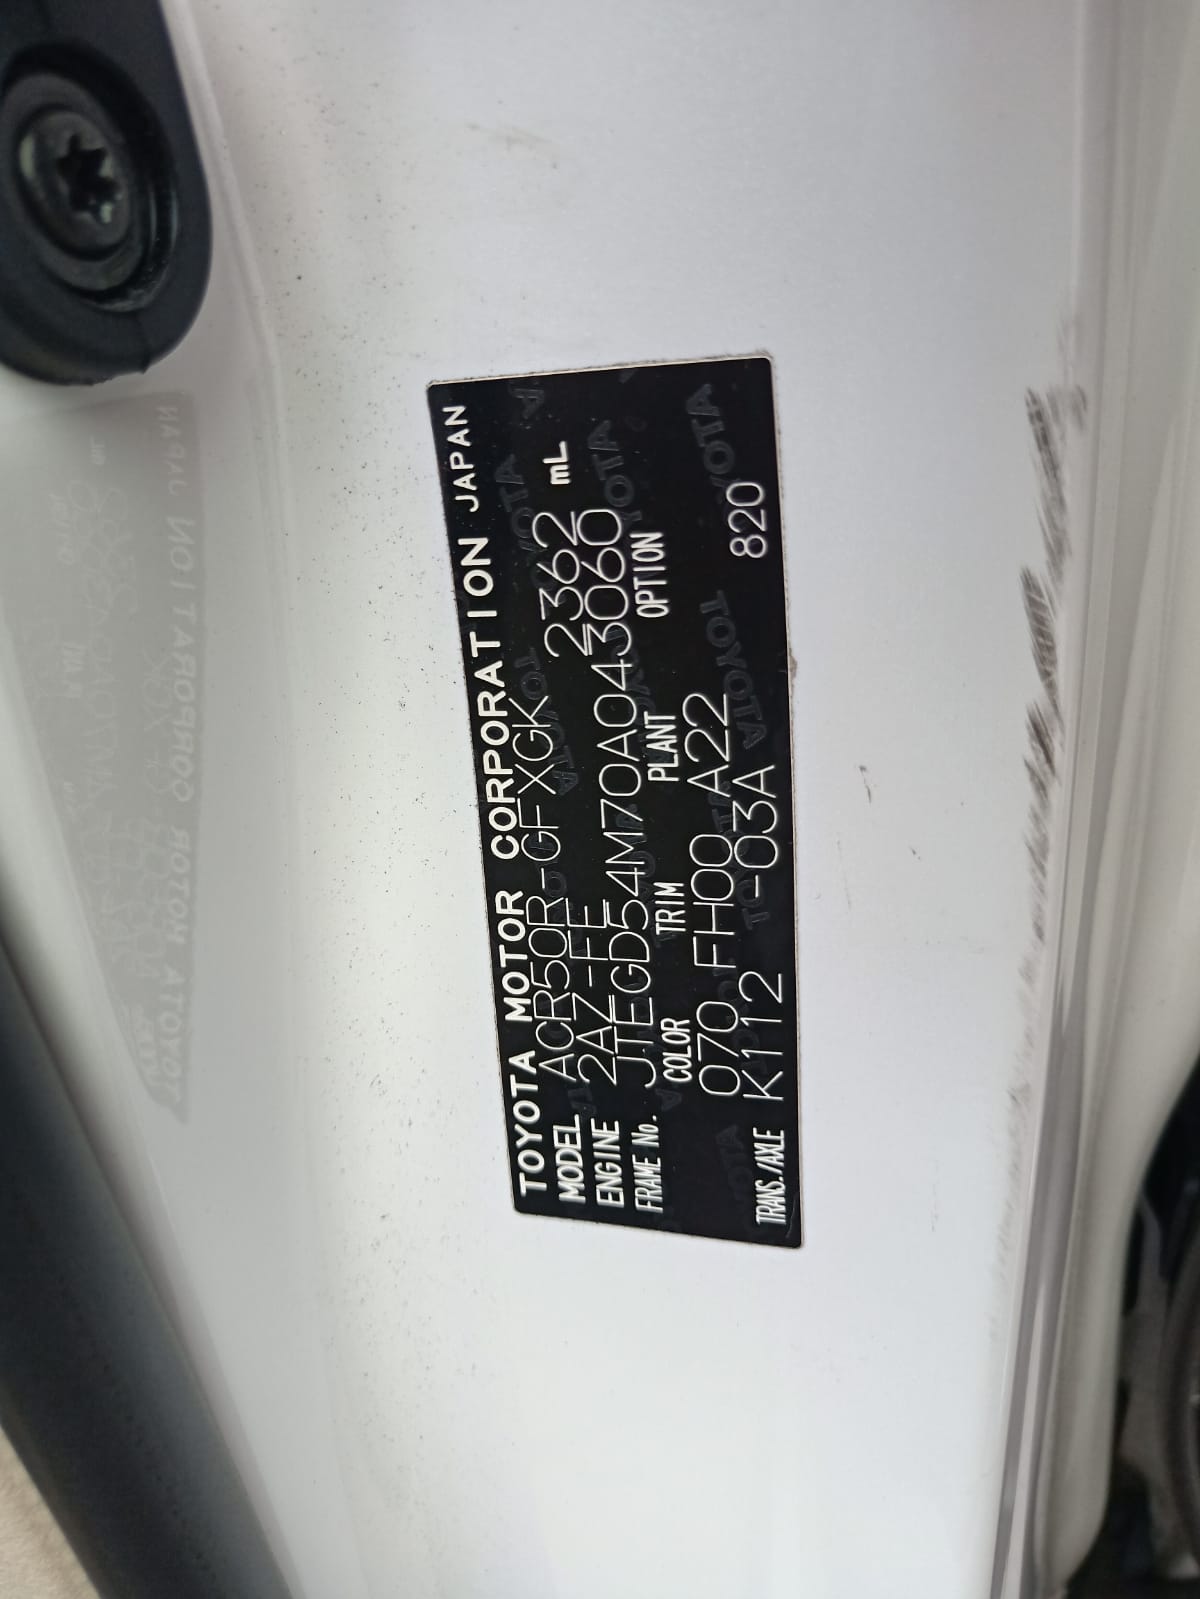 TOYOTA MOTOR CORPORATION JAPAN
MODEL ACR50R-GFXGK 2362 mL
ENGINE 2AZ-FE
FRAME No. JTEGD54M70A043060
COLOR TRIM PLANT OPTION
070 FH00 A22
TRANS./AXLE K112 -03A 820